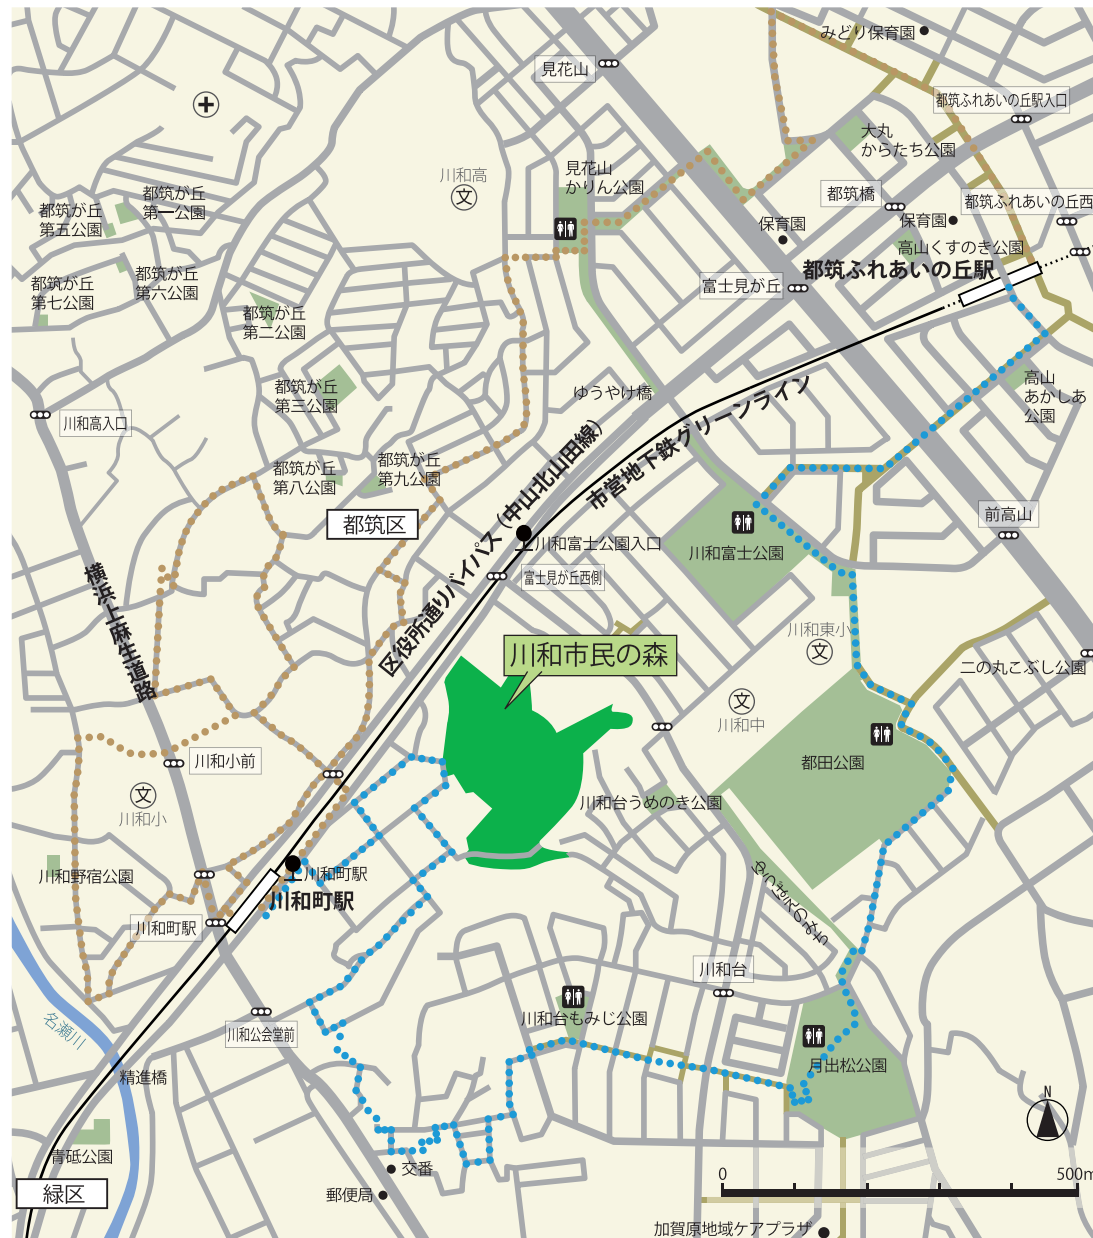 みどり保育園
見花山
都筑ふれあいの丘駅入口
大丸
からたち公園
川和高
文
見花山
かりん公園
都筑橋
都筑が丘
第一公園
都筑が丘
第五公園
都筑ふれあいの丘西
保育園
保育園
高山くすのき公園
都筑ふれあいの丘駅
都筑が丘
第六公園
都筑が丘
第七公園
富士見が丘
都筑が丘
第二公園
都筑が丘
第三公園
ゆうやけ橋
高山
あかしあ
公園
市営地下鉄グリーンライン
川和高入口
都筑が丘
第八公園
都筑が丘
第九公園
区役所通りバイパス(中山北山田線)
都筑区
前高山
川和富士公園入口
川和富士公園
富士見が丘西側
横浜上麻生道路
川和東小
文
川和市民の森
二の丸こぶし公園
文
川和中
川和小前
都田公園
文
川和小
川和台うめのき公園
川和野宿公園
川和町駅
川和町駅
川和町駅
川和台
川和台もみじ公園
名瀬川
川和公会堂前
月出松公園
精進橋
N
青砥公園
交番
緑区
郵便局
0
500m
加賀原地域ケアプラザ